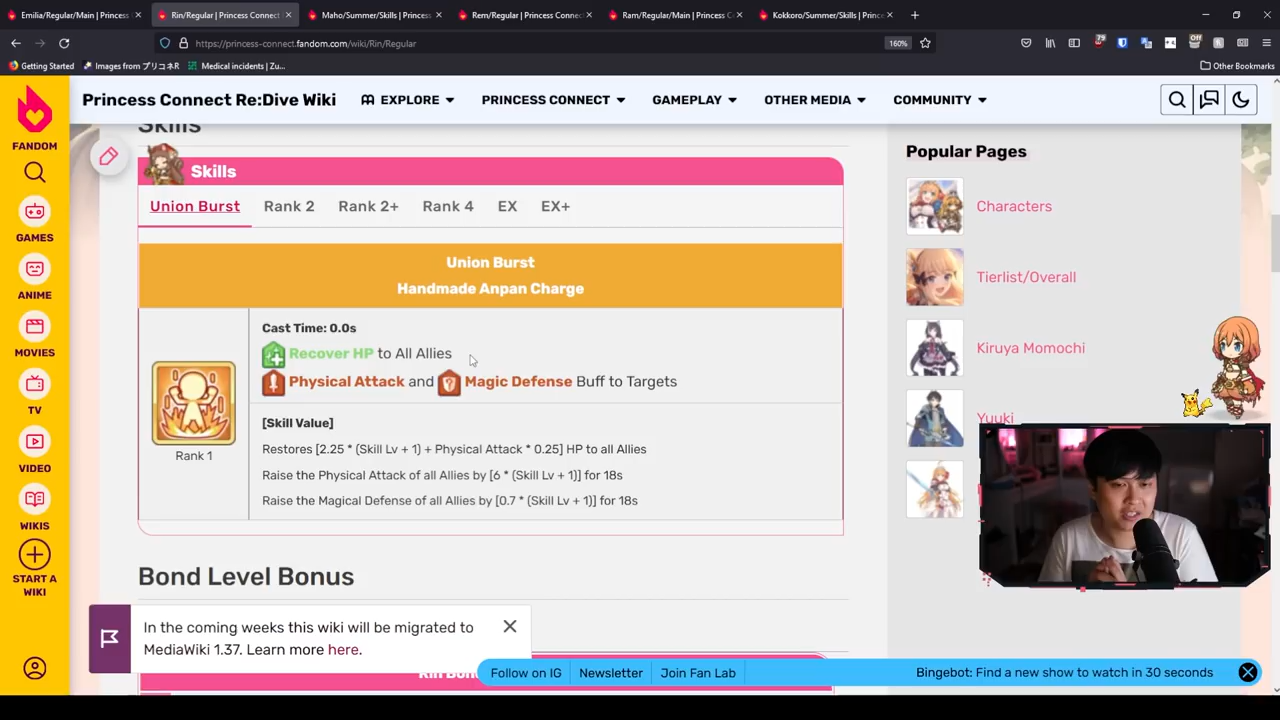 Emilia/Regular/Main | Princess C
Rin/Regular | Princess Connect
Maho/Summer/Skills | Princess
Rem/Regular | Princess Connec
Ram/Regular/Main | Princess C
Kokkoro/Summer/Skills | Princ
https://princess-connect.fandom.com/wiki/Rin/Regular
160%
79
Off
Getting Started
Images from プリコネR
Medical incidents | Zu...
Other Bookmarks
Princess Connect Re:Dive Wiki
EXPLORE
PRINCESS CONNECT
GAMEPLAY
OTHER MEDIA
COMMUNITY
FANDOM
GAMES
ANIME
MOVIES
TV
VIDEO
WIKIS
START A
WIKI
Skills
Skills
Union Burst
Rank 2
Rank 2+
Rank 4
EX
EX+
Union Burst
Handmade Anpan Charge
Rank 1
Cast Time: 0.0s
Recover HP to All Allies
Physical Attack and Magic Defense Buff to Targets
[Skill Value]
Restores [2.25 * (Skill Lv + 1) + Physical Attack * 0.25] HP to all Allies
Raise the Physical Attack of all Allies by [6 * (Skill Lv + 1)] for 18s
Raise the Magical Defense of all Allies by [0.7 * (Skill Lv + 1)] for 18s
Bond Level Bonus
Rin Bon
Popular Pages
Characters
Tierlist/Overall
Kiruya Momochi
Yuuki
In the coming weeks this wiki will be migrated to
MediaWiki 1.37. Learn more here.
Follow on IG
Newsletter
Join Fan Lab
Bingebot: Find a new show to watch in 30 seconds